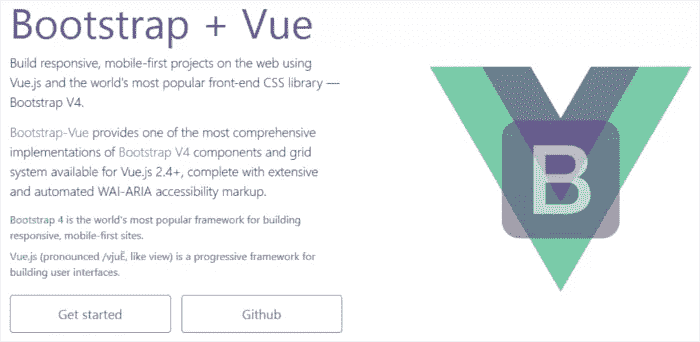 Bootstrap + Vue
Build responsive, mobile-first projects on the web using
Vue.js and the world's most popular front-end CSS library —
Bootstrap V4.
Bootstrap-Vue provides one of the most comprehensive
implementations of Bootstrap V4 components and grid
system available for Vue.js 2.4+, complete with extensive
and automated WAI-ARIA accessibility markup.
Bootstrap 4 is the world's most popular framework for building
responsive, mobile-first sites.
Vue.js (pronounced /vjuË, like view) is a progressive framework for
building user interfaces.
Get started
Github
B